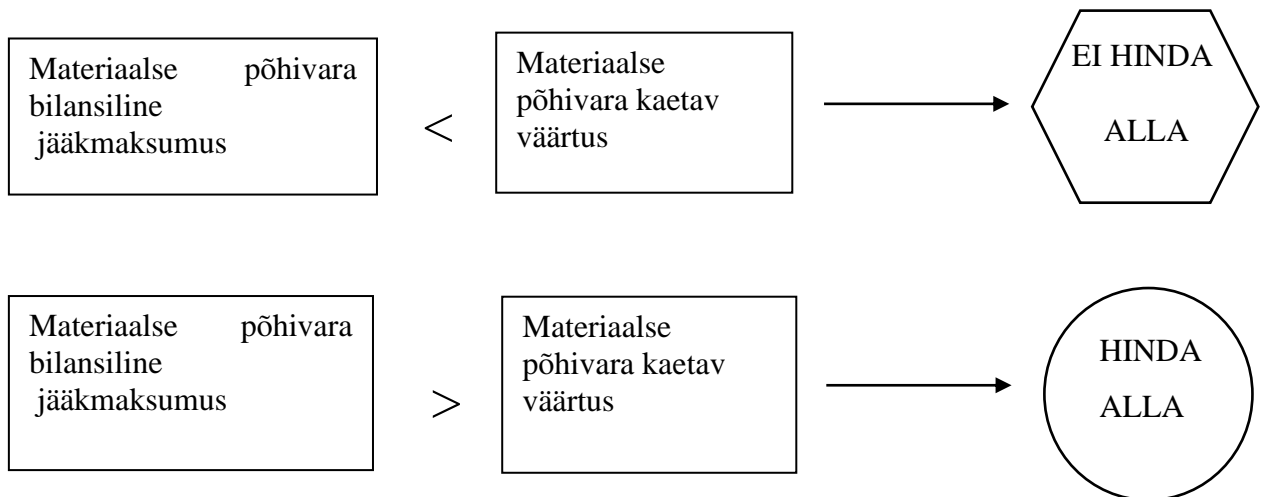 Materiaalse põhivara
bilansiline
jääkmaksumus
<
Materiaalse
põhivara kaetav
väärtus
EI HINDA
ALLA
Materiaalse põhivara
bilansiline
jääkmaksumus
>
Materiaalse
põhivara kaetav
väärtus
HINDA
ALLA